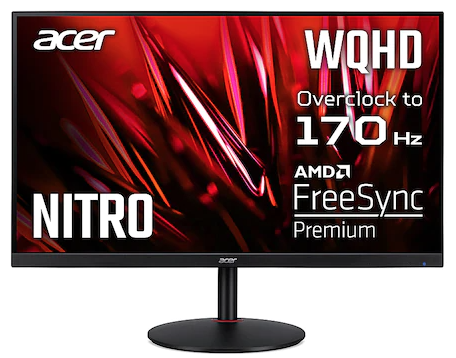 acer
WQHD
Overclock to
170 Hz
AMD
FreeSync
Premium
NITRO
acer